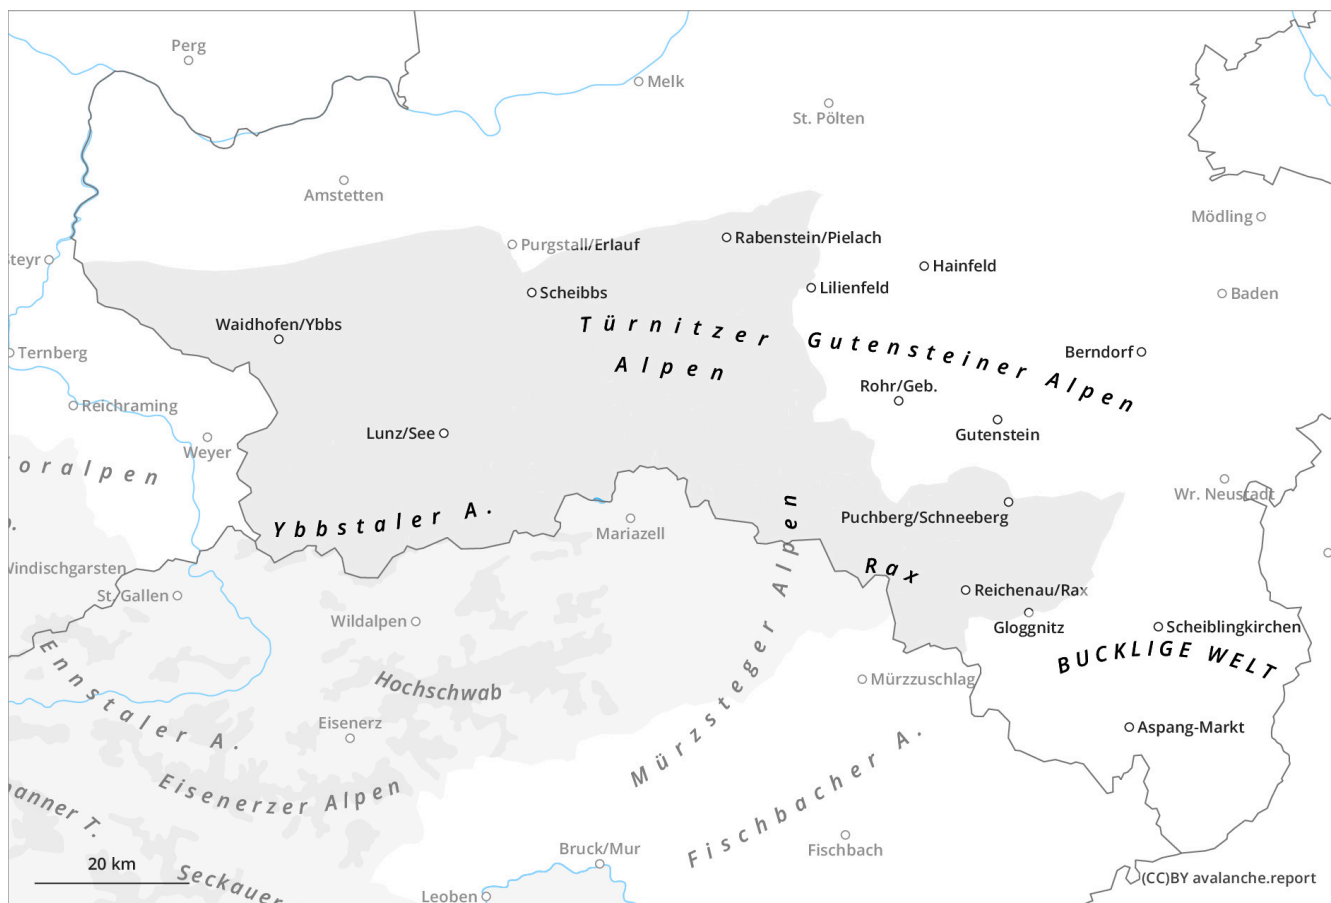 Perg
Melk
St. Pölten
Amstetten
Mödling
Purgstall/Erlauf
Rabenstein/Pielach
Hainfeld
steyr
Scheibbs
Lilienfeld
Baden
Waidhofen/Ybbs
Türnitzer
Alpen
Gutensteiner Alpen
Ternberg
Berndorf
Rohr/Geb.
Reichraming
Lunz/See
Gutenstein
Weyer
oralpen
Wr. Neustadt
Ybbstaler A.
Puchberg/Schneeberg
Mariazell
Windischgarsten
Rax
St. Gallen
Reichenau/Rax
Wildalpen
Gloggnitz
Scheiblingkirchen
BUCKLIGE WELT
Ennstaler A.
Hochschwab
Mürzsteger Alpen
Mürzzuschlag
Eisenerz
Aspang-Markt
Eisenerzer Alpen
Fischbacher A.
anner T.
Fischbach
Bruck/Mur
20 km
Seckauer
Leoben
(CC)BY avalanche.report